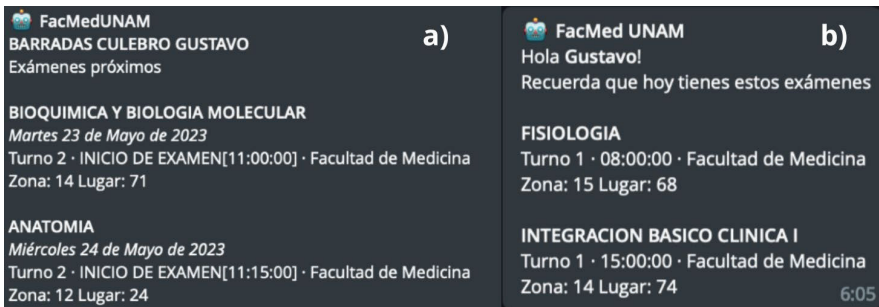 FacMedUNAM
BARRADAS CULEBRO GUSTAVO
Exámenes próximos
a)
BIOQUIMICA Y BIOLOGIA MOLECULAR
Martes 23 de Mayo de 2023
Turno 2 · INICIO DE EXAMEN[11:00:00] · Facultad de Medicina
Zona: 14 Lugar: 71
ANATOMIA
Miércoles 24 de Mayo de 2023
Turno 2 · INICIO DE EXAMEN[11:15:00] · Facultad de Medicina
Zona: 12 Lugar: 24
FacMed UNAM
b)
Hola Gustavo!
Recuerda que hoy tienes estos exámenes
FISIOLOGIA
Turno 1 · 08:00:00 · Facultad de Medicina
Zona: 15 Lugar: 68
INTEGRACION BASICO CLINICA I
Turno 1 · 15:00:00 · Facultad de Medicina
Zona: 14 Lugar: 74
6:05